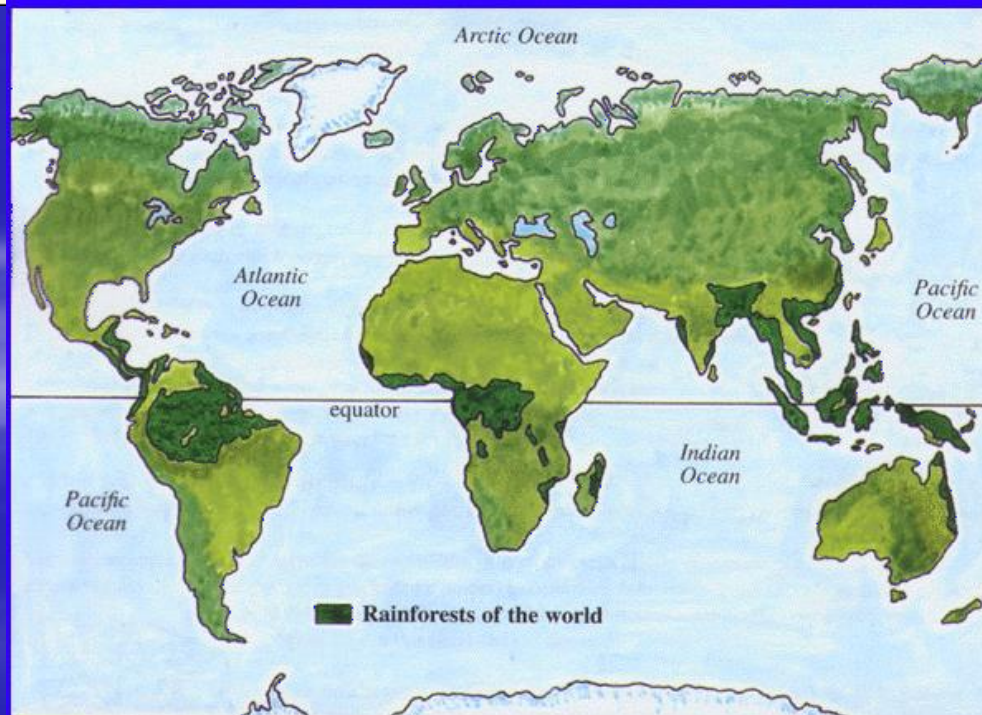 Arctic Ocean
Atlantic
Ocean
Pacific
Ocean
equator
Indian
Ocean
Pacific
Ocean
Rainforests of the world